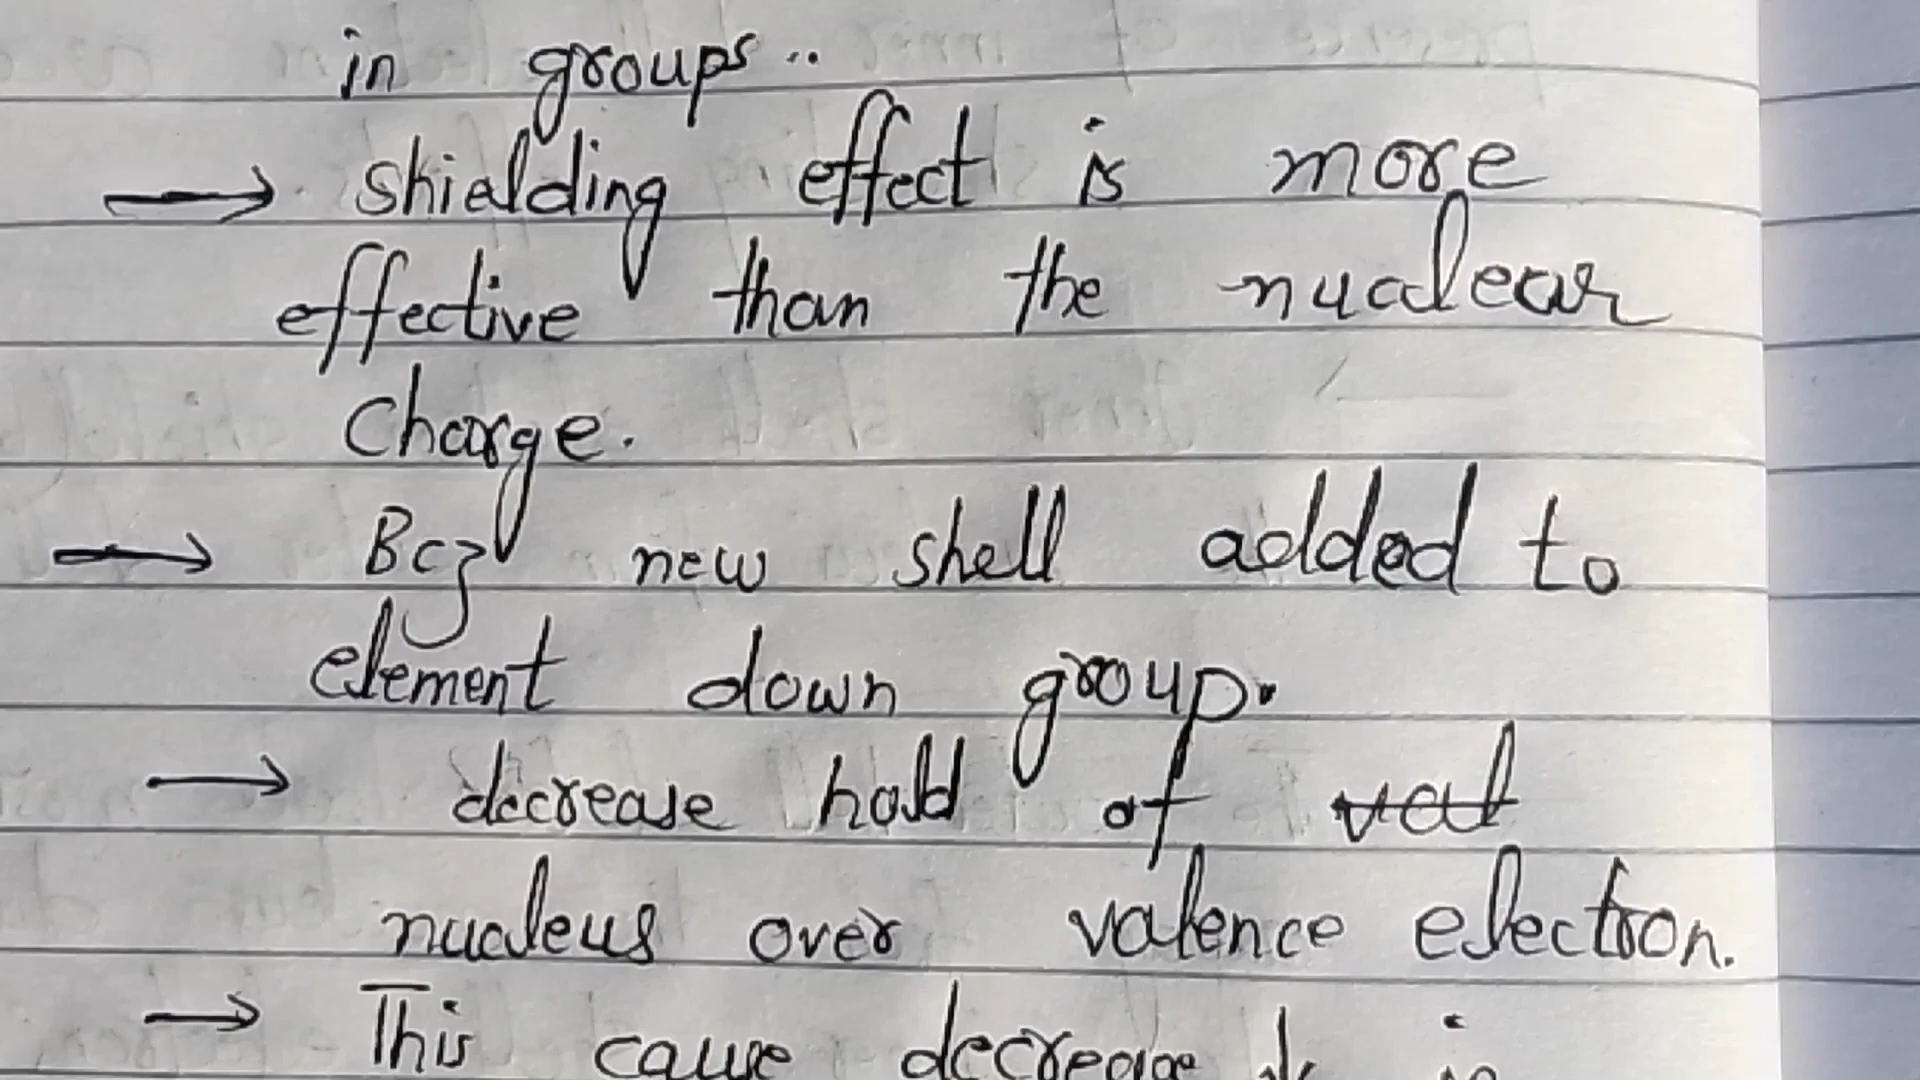 in groups..
→ shielding effect is more
effective than the nuclear
Charge.
→ Bcz new shell added to
element down group.
→ decrease hold of val
nucleus over valence electron.
→ This cause decrease